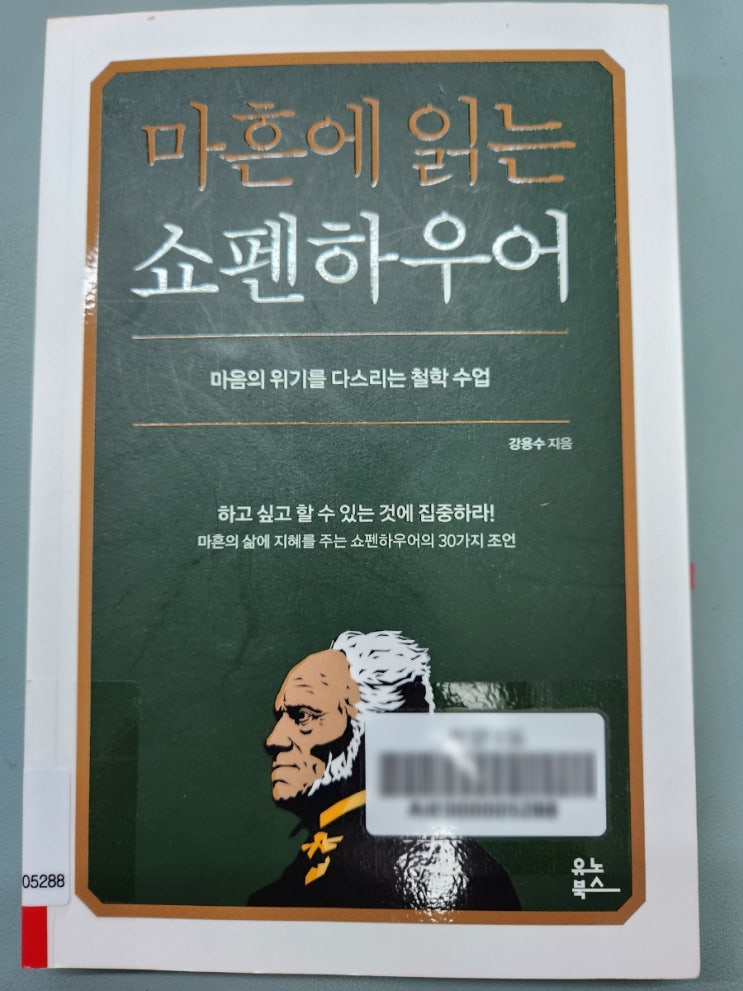 마흔에 읽는
쇼펜하우어
마음의 위기를 다스리는 철학 수업
강용수 지음
하고 싶고 할 수 있는 것에 집중하라!
마흔의 삶에 지혜를 주는 쇼펜하우어의 30가지 조언
05288
유노
북스